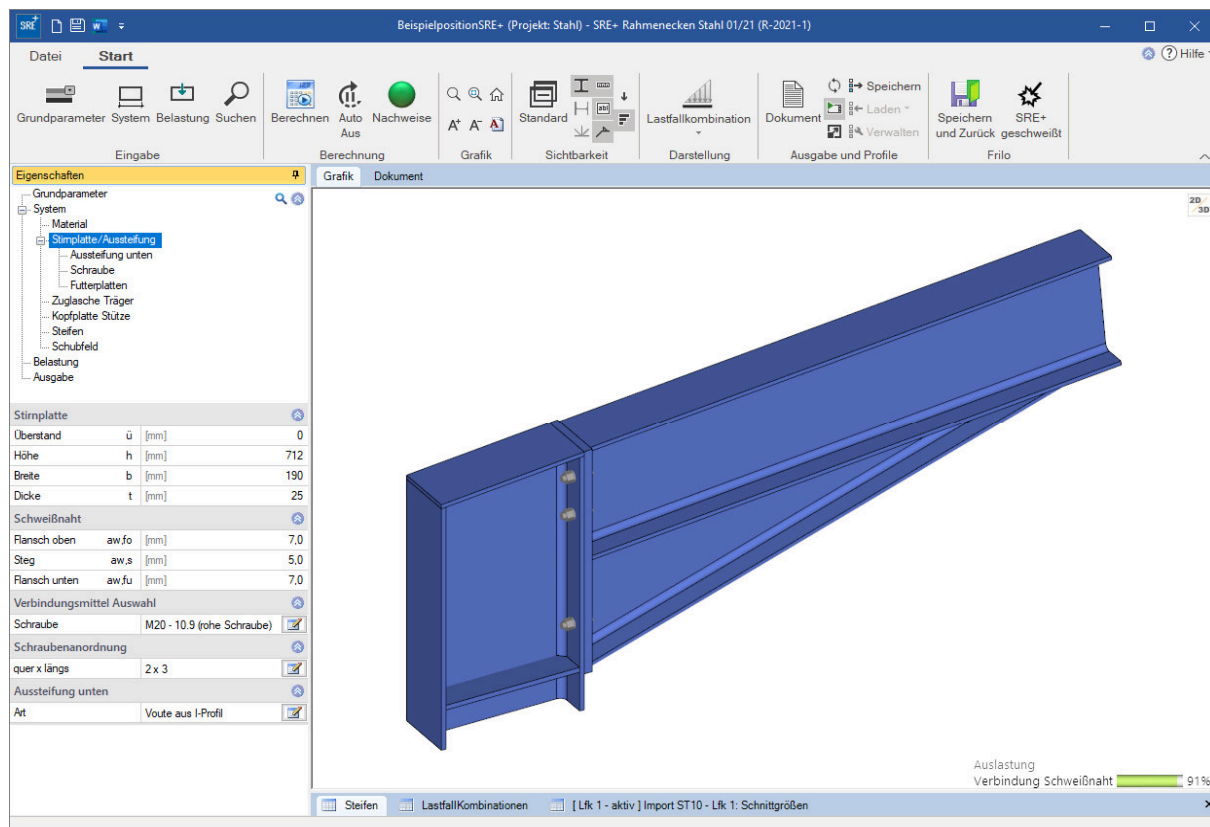 SRE+ BeispielpositionSRE+ (Projekt: Stahl) - SRE+ Rahmenecken Stahl 01/21 (R-2021-1)
Datei Start Hilfe
Grundparameter System Belastung Suchen Berechnen Auto Aus Nachweise Standard Lastfallkombination Dokument Speichern Laden Verwalten Speichern und Zurück SRE+ geschweißt
Eingabe Berechnung Grafik Sichtbarkeit Darstellung Ausgabe und Profile Frilo
Eigenschaften
Grafik Dokument
Grundparameter
System
Material
Stirnplatte/Aussteifung
Aussteifung unten
Schraube
Futterplatten
Zuglasche Träger
Kopfplatte Stütze
Steifen
Schubfeld
Belastung
Ausgabe
2D/3D
Stirnplatte
Überstand ü [mm] 0
Höhe h [mm] 712
Breite b [mm] 190
Dicke t [mm] 25
Schweißnaht
Flansch oben aw,fo [mm] 7,0
Steg aw,s [mm] 5,0
Flansch unten aw,fu [mm] 7,0
Verbindungsmittel Auswahl
Schraube M20 - 10.9 (rohe Schraube)
Schraubenanordnung
quer x längs 2 x 3
Aussteifung unten
Art Voute aus I-Profil
Auslastung
Verbindung Schweißnaht 91%
Steifen LastfallKombinationen [ Lfk 1 - aktiv ] Import ST10 - Lfk 1: Schnittgrößen